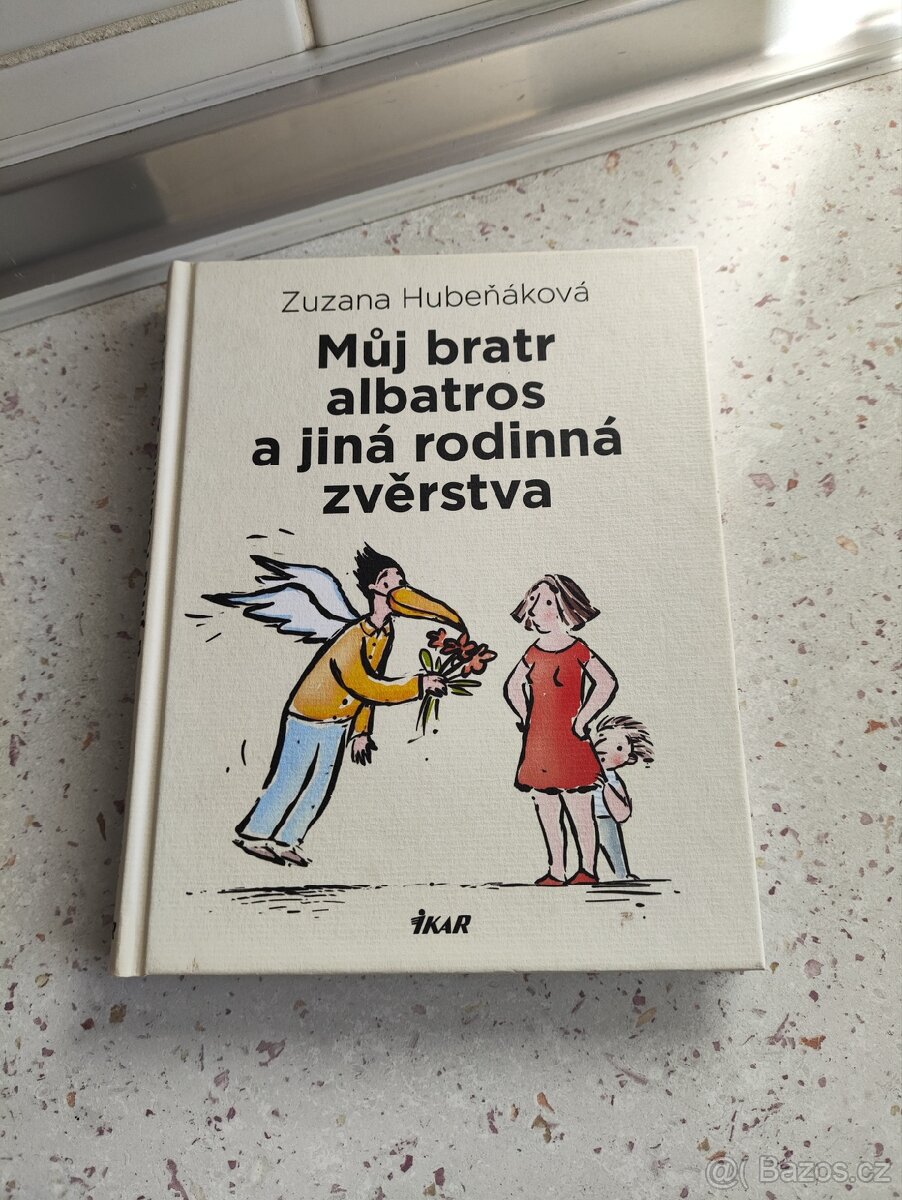 Zuzana Hubeňáková
Můj bratr
albatros
a jiná rodinná
zvěrstva
IKAR
@( Bazos.cz